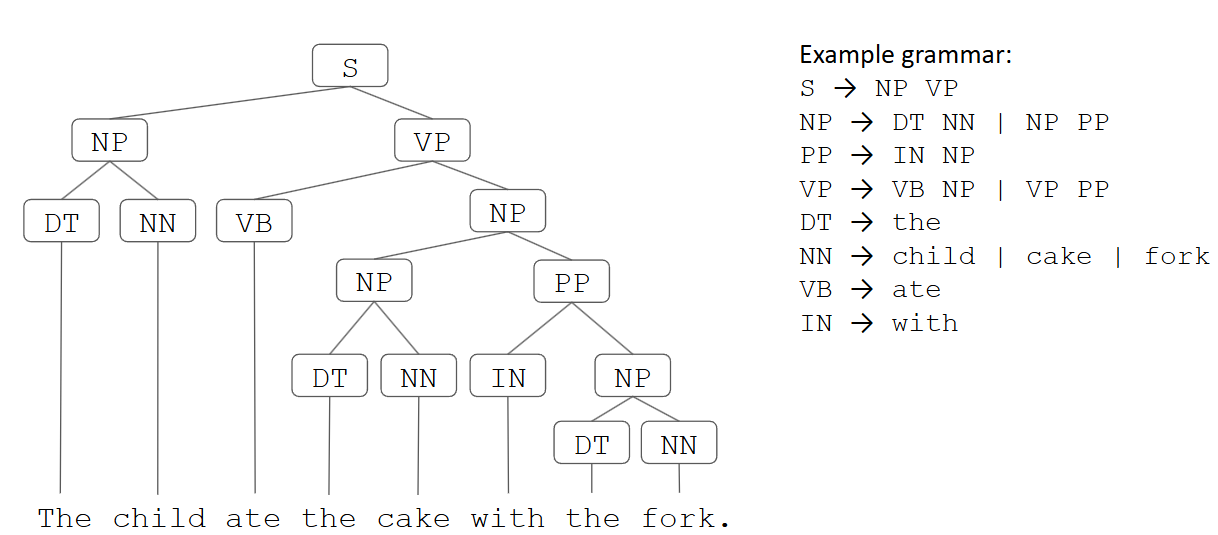 S
NP VP
DT NN VB NP
NP PP
DT NN IN NP
DT NN
The child ate the cake with the fork.
Example grammar:
S → NP VP
NP → DT NN | NP PP
PP → IN NP
VP → VB NP | VP PP
DT → the
NN → child | cake | fork
VB → ate
IN → with